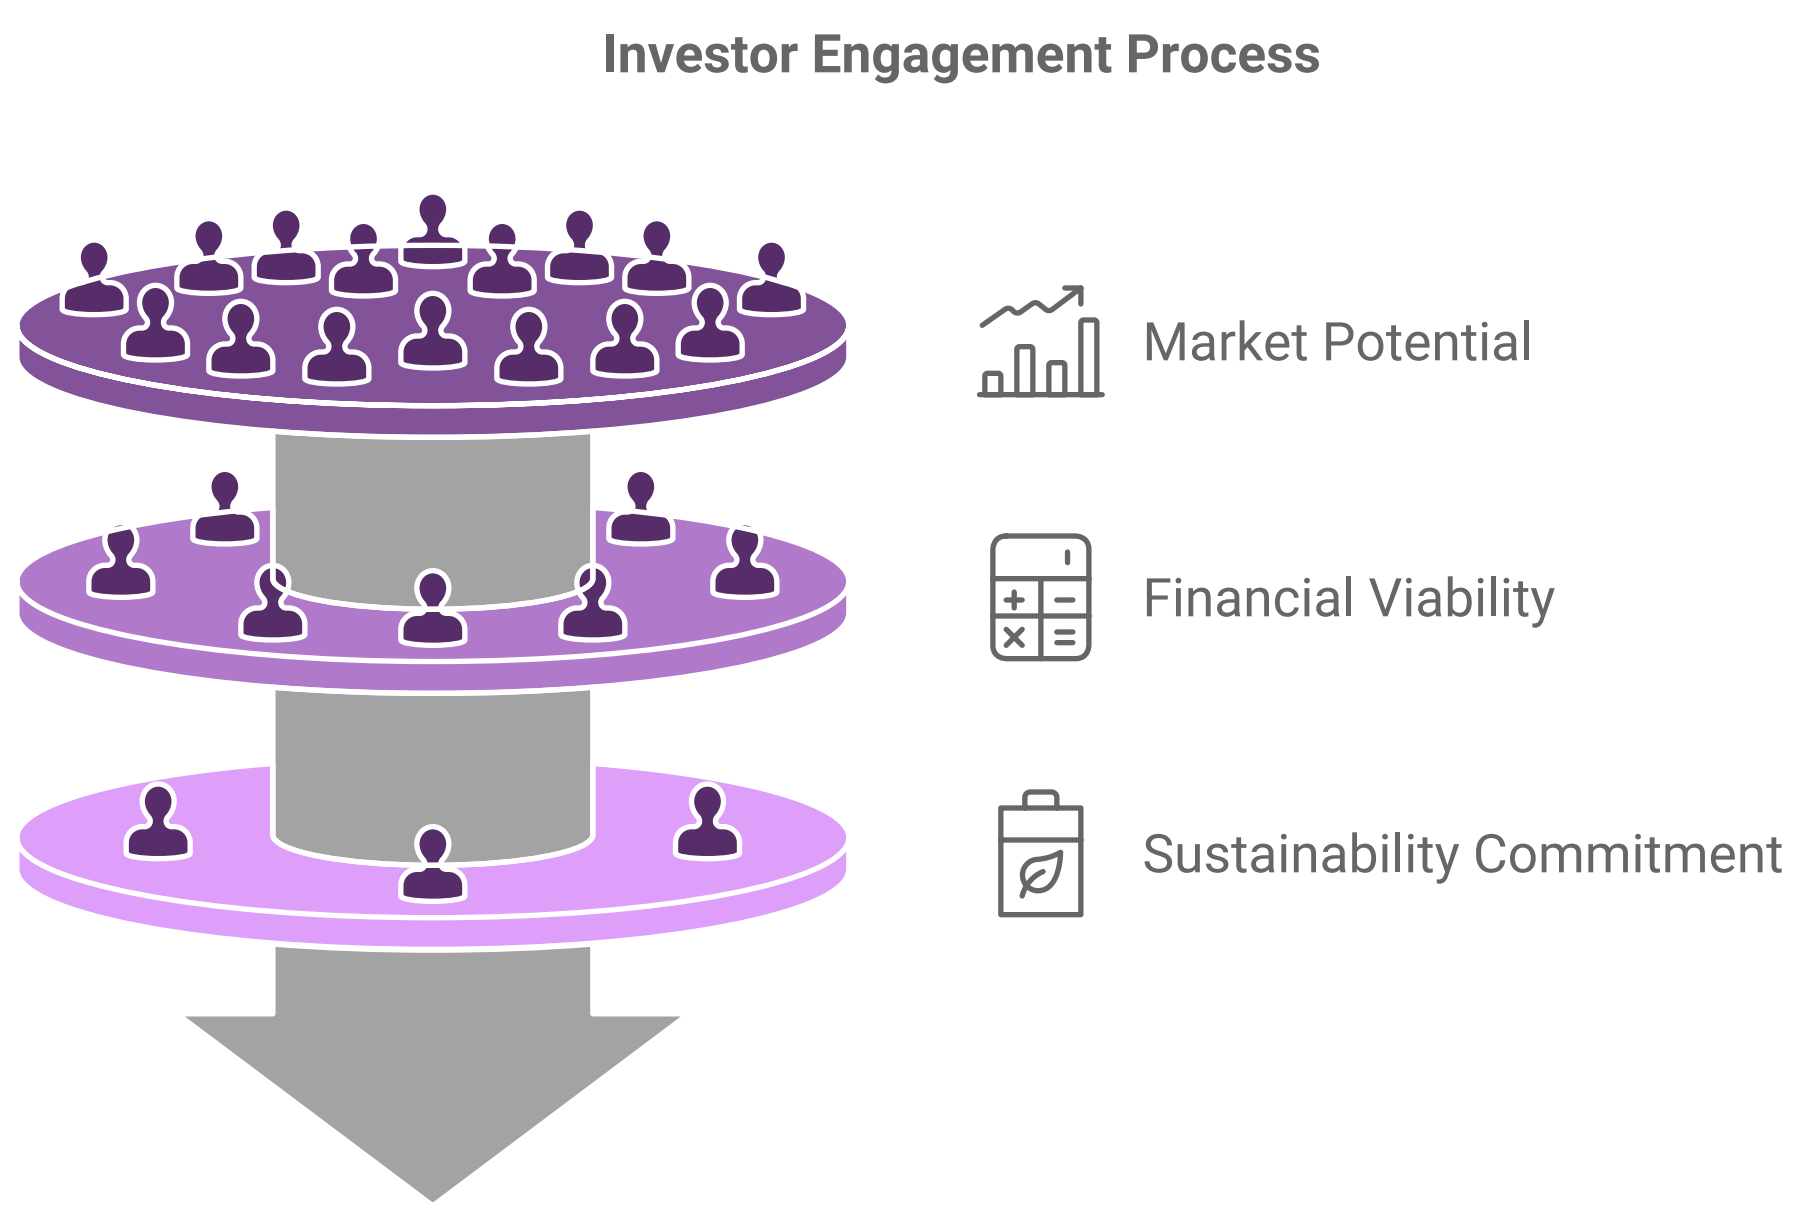 Investor Engagement Process
Market Potential
Financial Viability
Sustainability Commitment